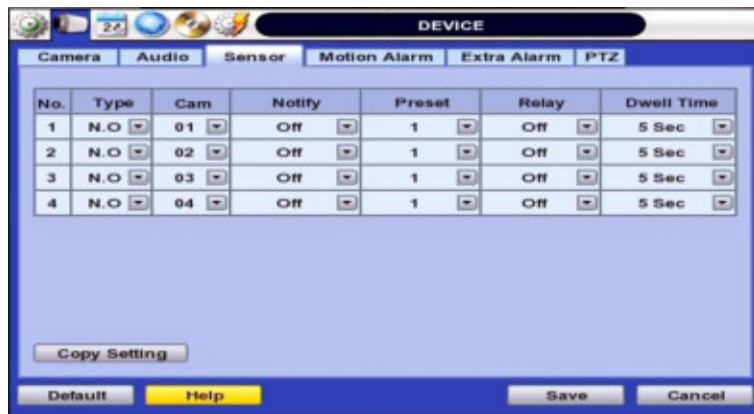 DEVICE
Camera Audio Sensor Motion Alarm Extra Alarm PTZ
No. Type Cam Notify Preset Relay Dwell Time
1 N.O 01 Off 1 Off 5 Sec
2 N.O 02 Off 1 Off 5 Sec
3 N.O 03 Off 1 Off 5 Sec
4 N.O 04 Off 1 Off 5 Sec
Copy Setting
Default Help Save Cancel